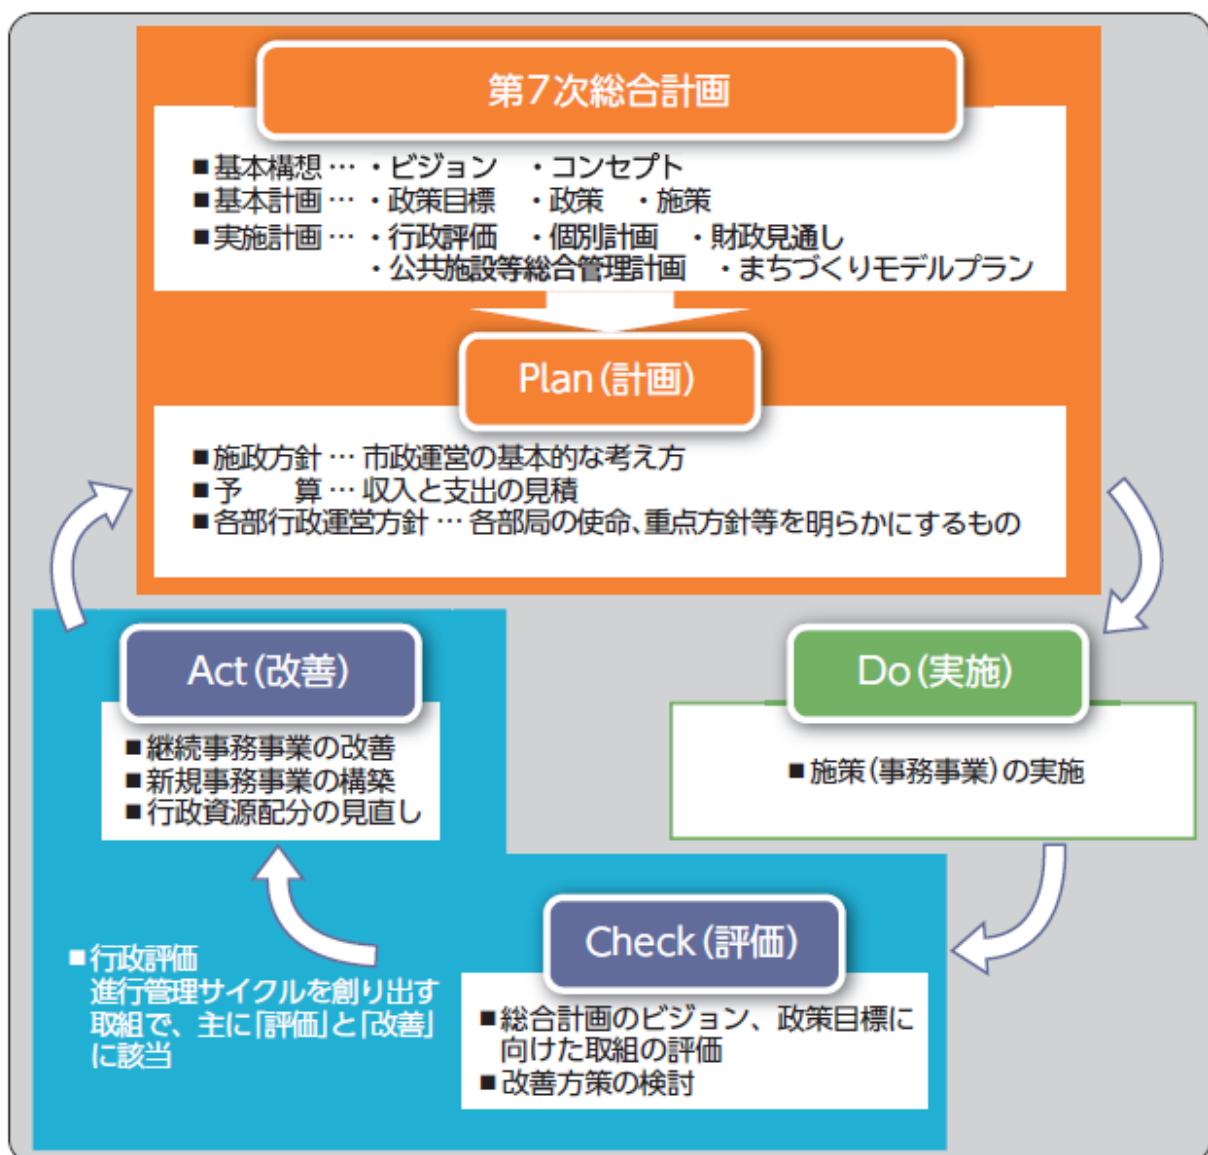 第7次総合計画
■基本構想 … ・ビジョン ・コンセプト
■基本計画 … ・政策目標 ・政策 ・施策
■実施計画 … ・行政評価 ・個別計画 ・財政見通し
・公共施設等総合管理計画 ・まちづくりモデルプラン
Plan(計画)
■施政方針 … 市政運営の基本的な考え方
■予　　算 … 収入と支出の見積
■各部行政運営方針 … 各部局の使命、重点方針等を明らかにするもの
Do(実施)
■施策(事務事業)の実施
Check(評価)
■総合計画のビジョン、政策目標に
向けた取組の評価
■改善方策の検討
Act(改善)
■継続事務事業の改善
■新規事務事業の構築
■行政資源配分の見直し
■行政評価
進行管理サイクルを創り出す
取組で、主に「評価」と「改善」
に該当